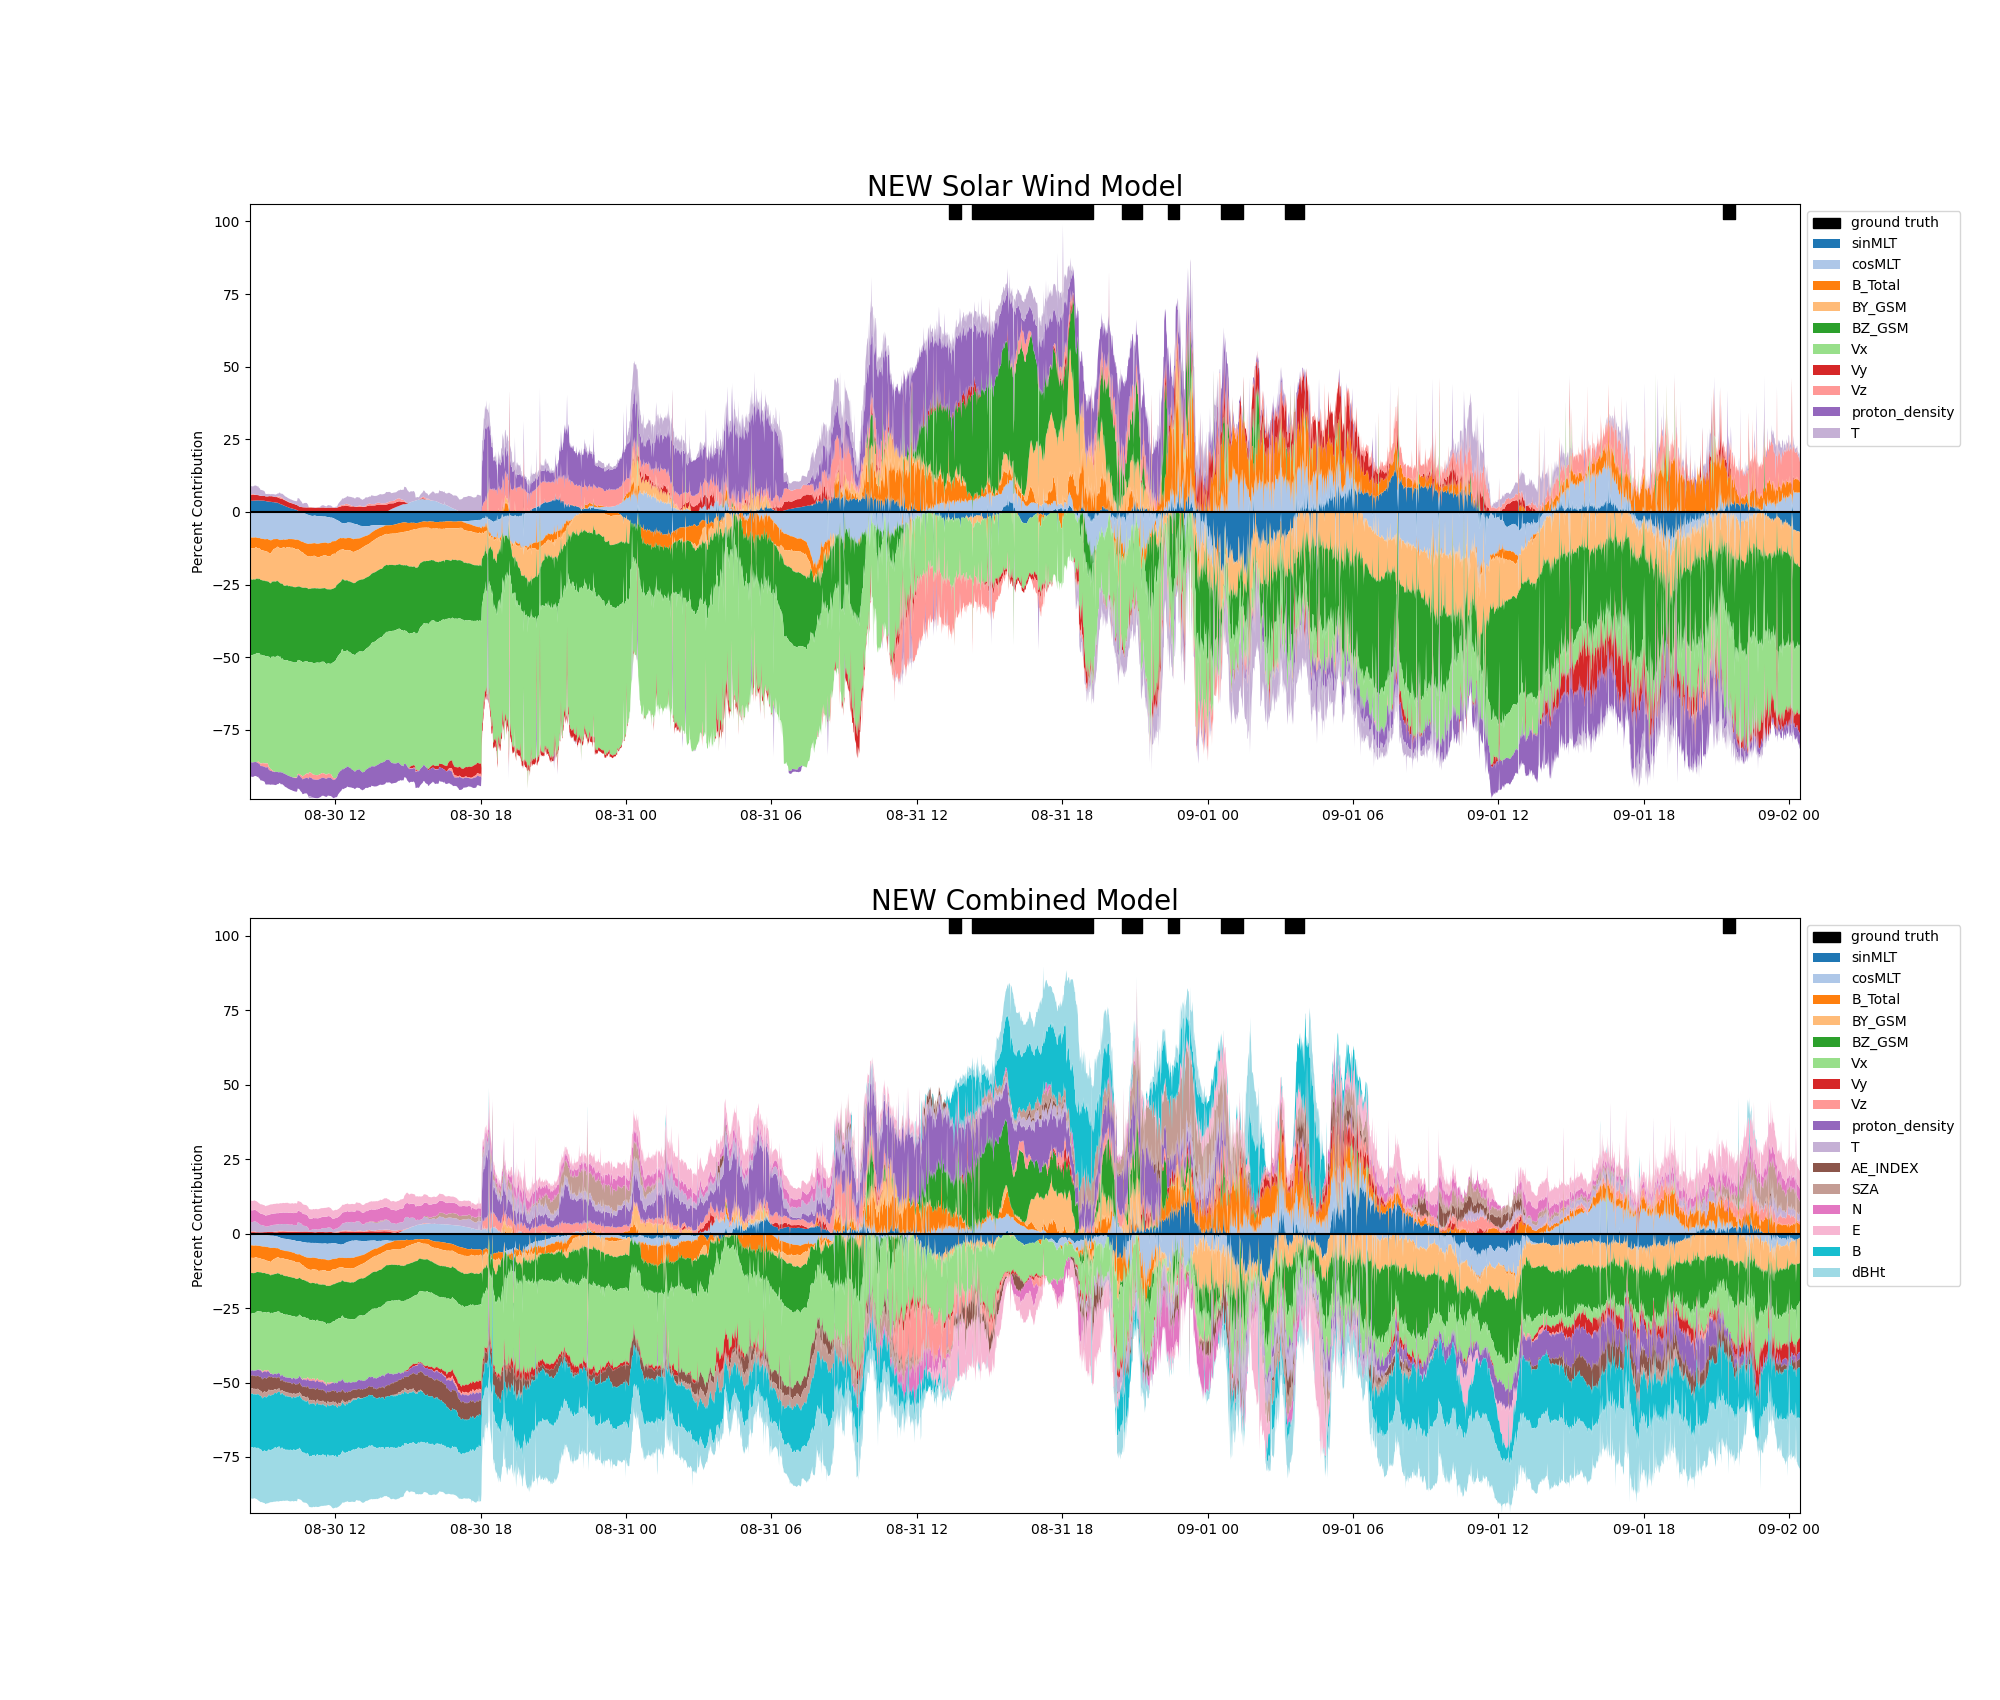 NEW Solar Wind Model
100
75
50
25
0
−25
−50
−75
Percent Contribution
08-30 12
08-30 18
08-31 00
08-31 06
08-31 12
08-31 18
09-01 00
09-01 06
09-01 12
09-01 18
09-02 00
ground truth
sinMLT
cosMLT
B_Total
BY_GSM
BZ_GSM
Vx
Vy
Vz
proton_density
T
NEW Combined Model
100
75
50
25
0
−25
−50
−75
Percent Contribution
08-30 12
08-30 18
08-31 00
08-31 06
08-31 12
08-31 18
09-01 00
09-01 06
09-01 12
09-01 18
09-02 00
ground truth
sinMLT
cosMLT
B_Total
BY_GSM
BZ_GSM
Vx
Vy
Vz
proton_density
T
AE_INDEX
SZA
N
E
B
dBHt